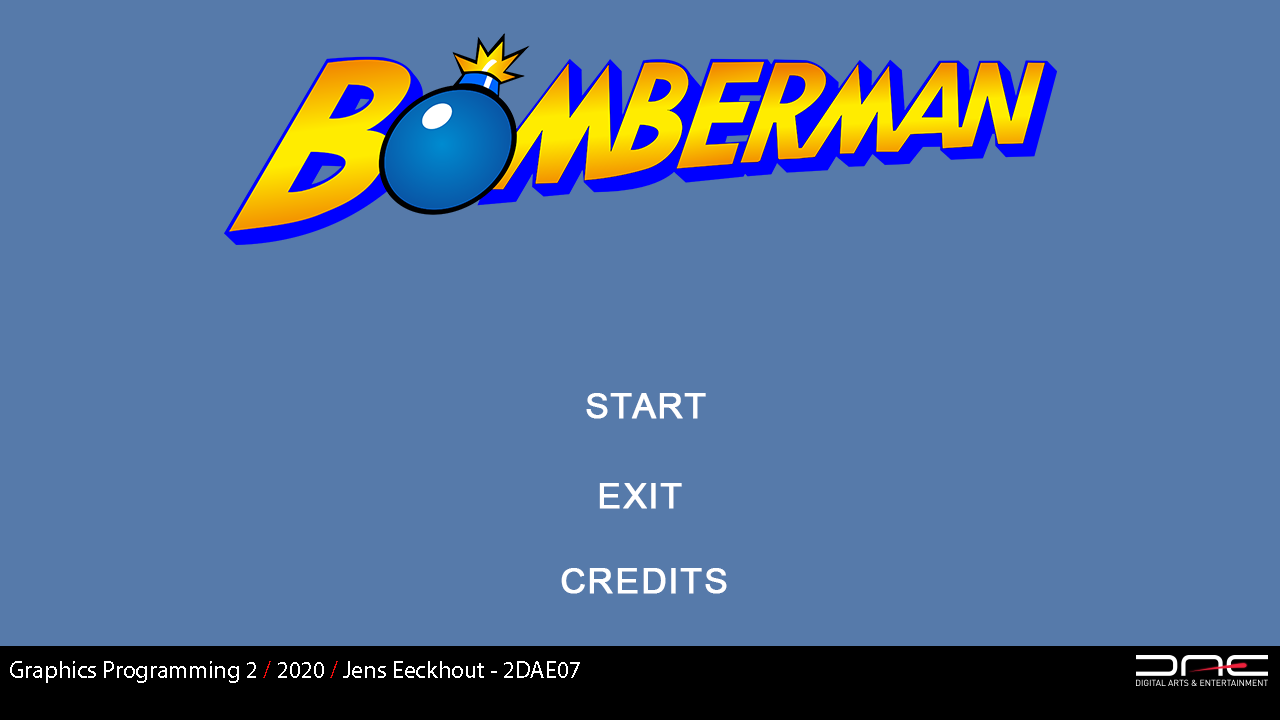 BOMBERMAN
START
EXIT
CREDITS
Graphics Programming 2 / 2020 / Jens Eeckhout - 2DAE07
DAE
DIGITAL ARTS & ENTERTAINMENT